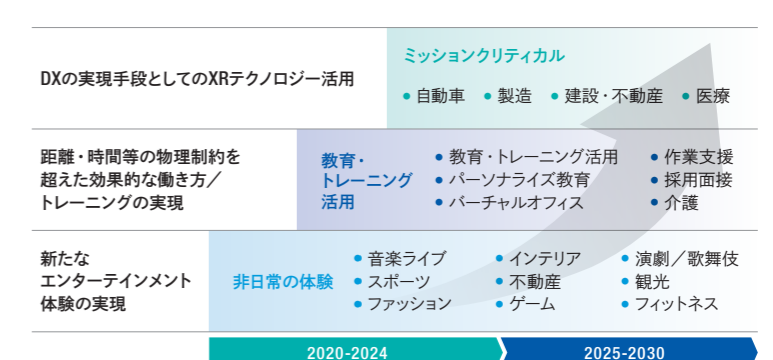 DXの実現手段としてのXRテクノロジー活用
ミッションクリティカル
• 自動車 • 製造 • 建設・不動産 • 医療
距離・時間等の物理制約を
超えた効果的な働き方／
トレーニングの実現
教育・
トレーニング
活用
• 教育・トレーニング活用
• パーソナライズ教育
• バーチャルオフィス
• 作業支援
• 採用面接
• 介護
新たな
エンターテインメント
体験の実現
非日常の体験
• 音楽ライブ
• スポーツ
• ファッション
• インテリア
• 不動産
• ゲーム
• 演劇／歌舞伎
• 観光
• フィットネス
2020-2024
2025-2030